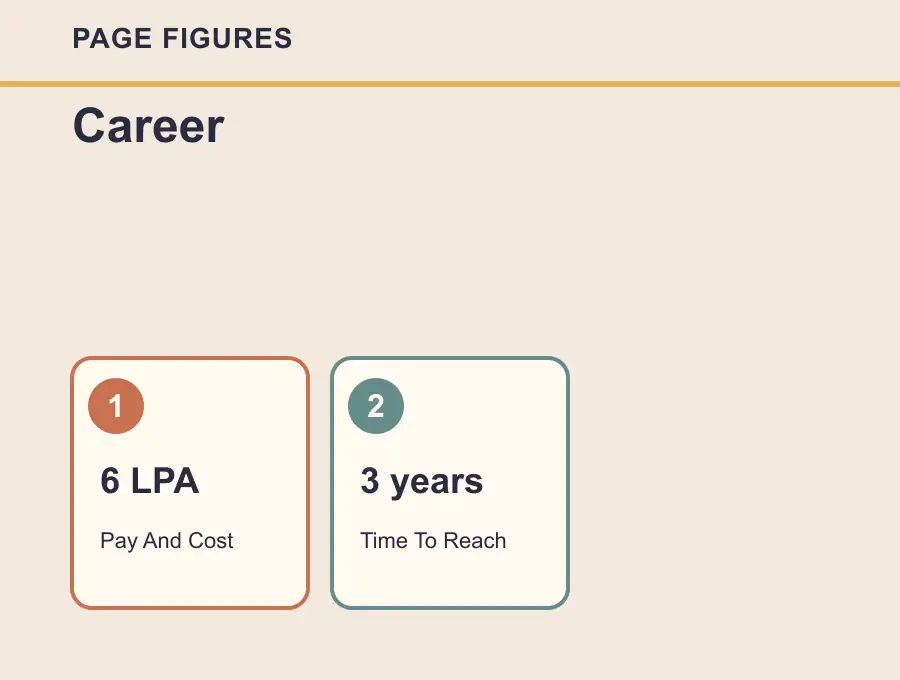 PAGE FIGURES
Career
1
6 LPA
Pay And Cost
2
3 years
Time To Reach